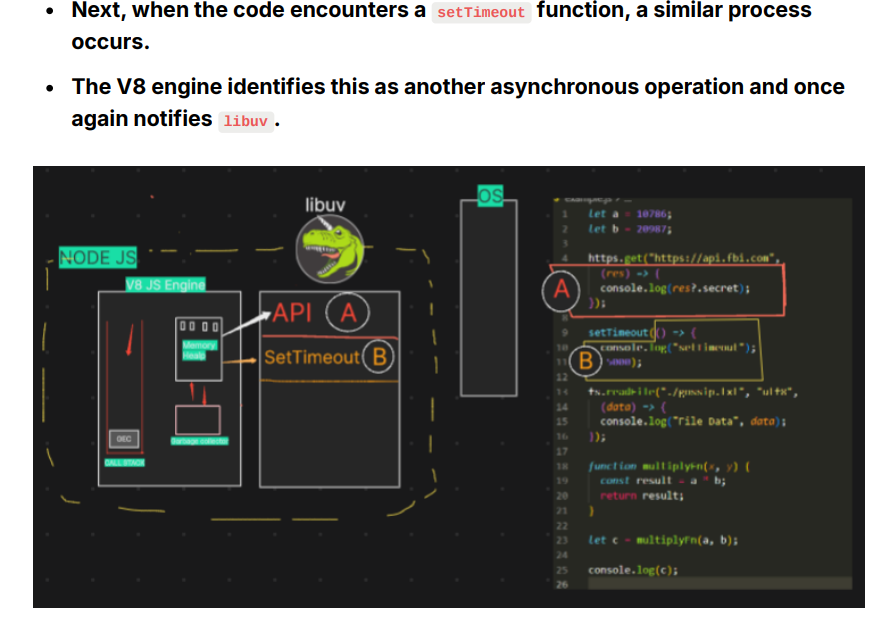 Next, when the code encounters a setTimeout function, a similar process
occurs.
The V8 engine identifies this as another asynchronous operation and once
again notifies libuv.
libuv
OS
NODE JS
V8 JS Engine
API A
SetTimeout B
Memory
Heap
GEC
CALL STACK
Garbage collector
A
B
1 let a = 10786;
2 let b = 20987;
3
4 https.get("https://api.fbi.com",
(res) => {
console.log(res?.secret);
});
8
9 setTimeout(() => {
10 console.log("setTimeout");
11 5000);
12
13 fs.readFile("./gossip.txt", "utf8",
14 (data) => {
15 console.log("File Data", data);
16 });
17
18 function multiplyFn(x, y) {
19 const result = a * b;
20 return result;
21 }
22
23 let c = multiplyFn(a, b);
24
25 console.log(c);
26